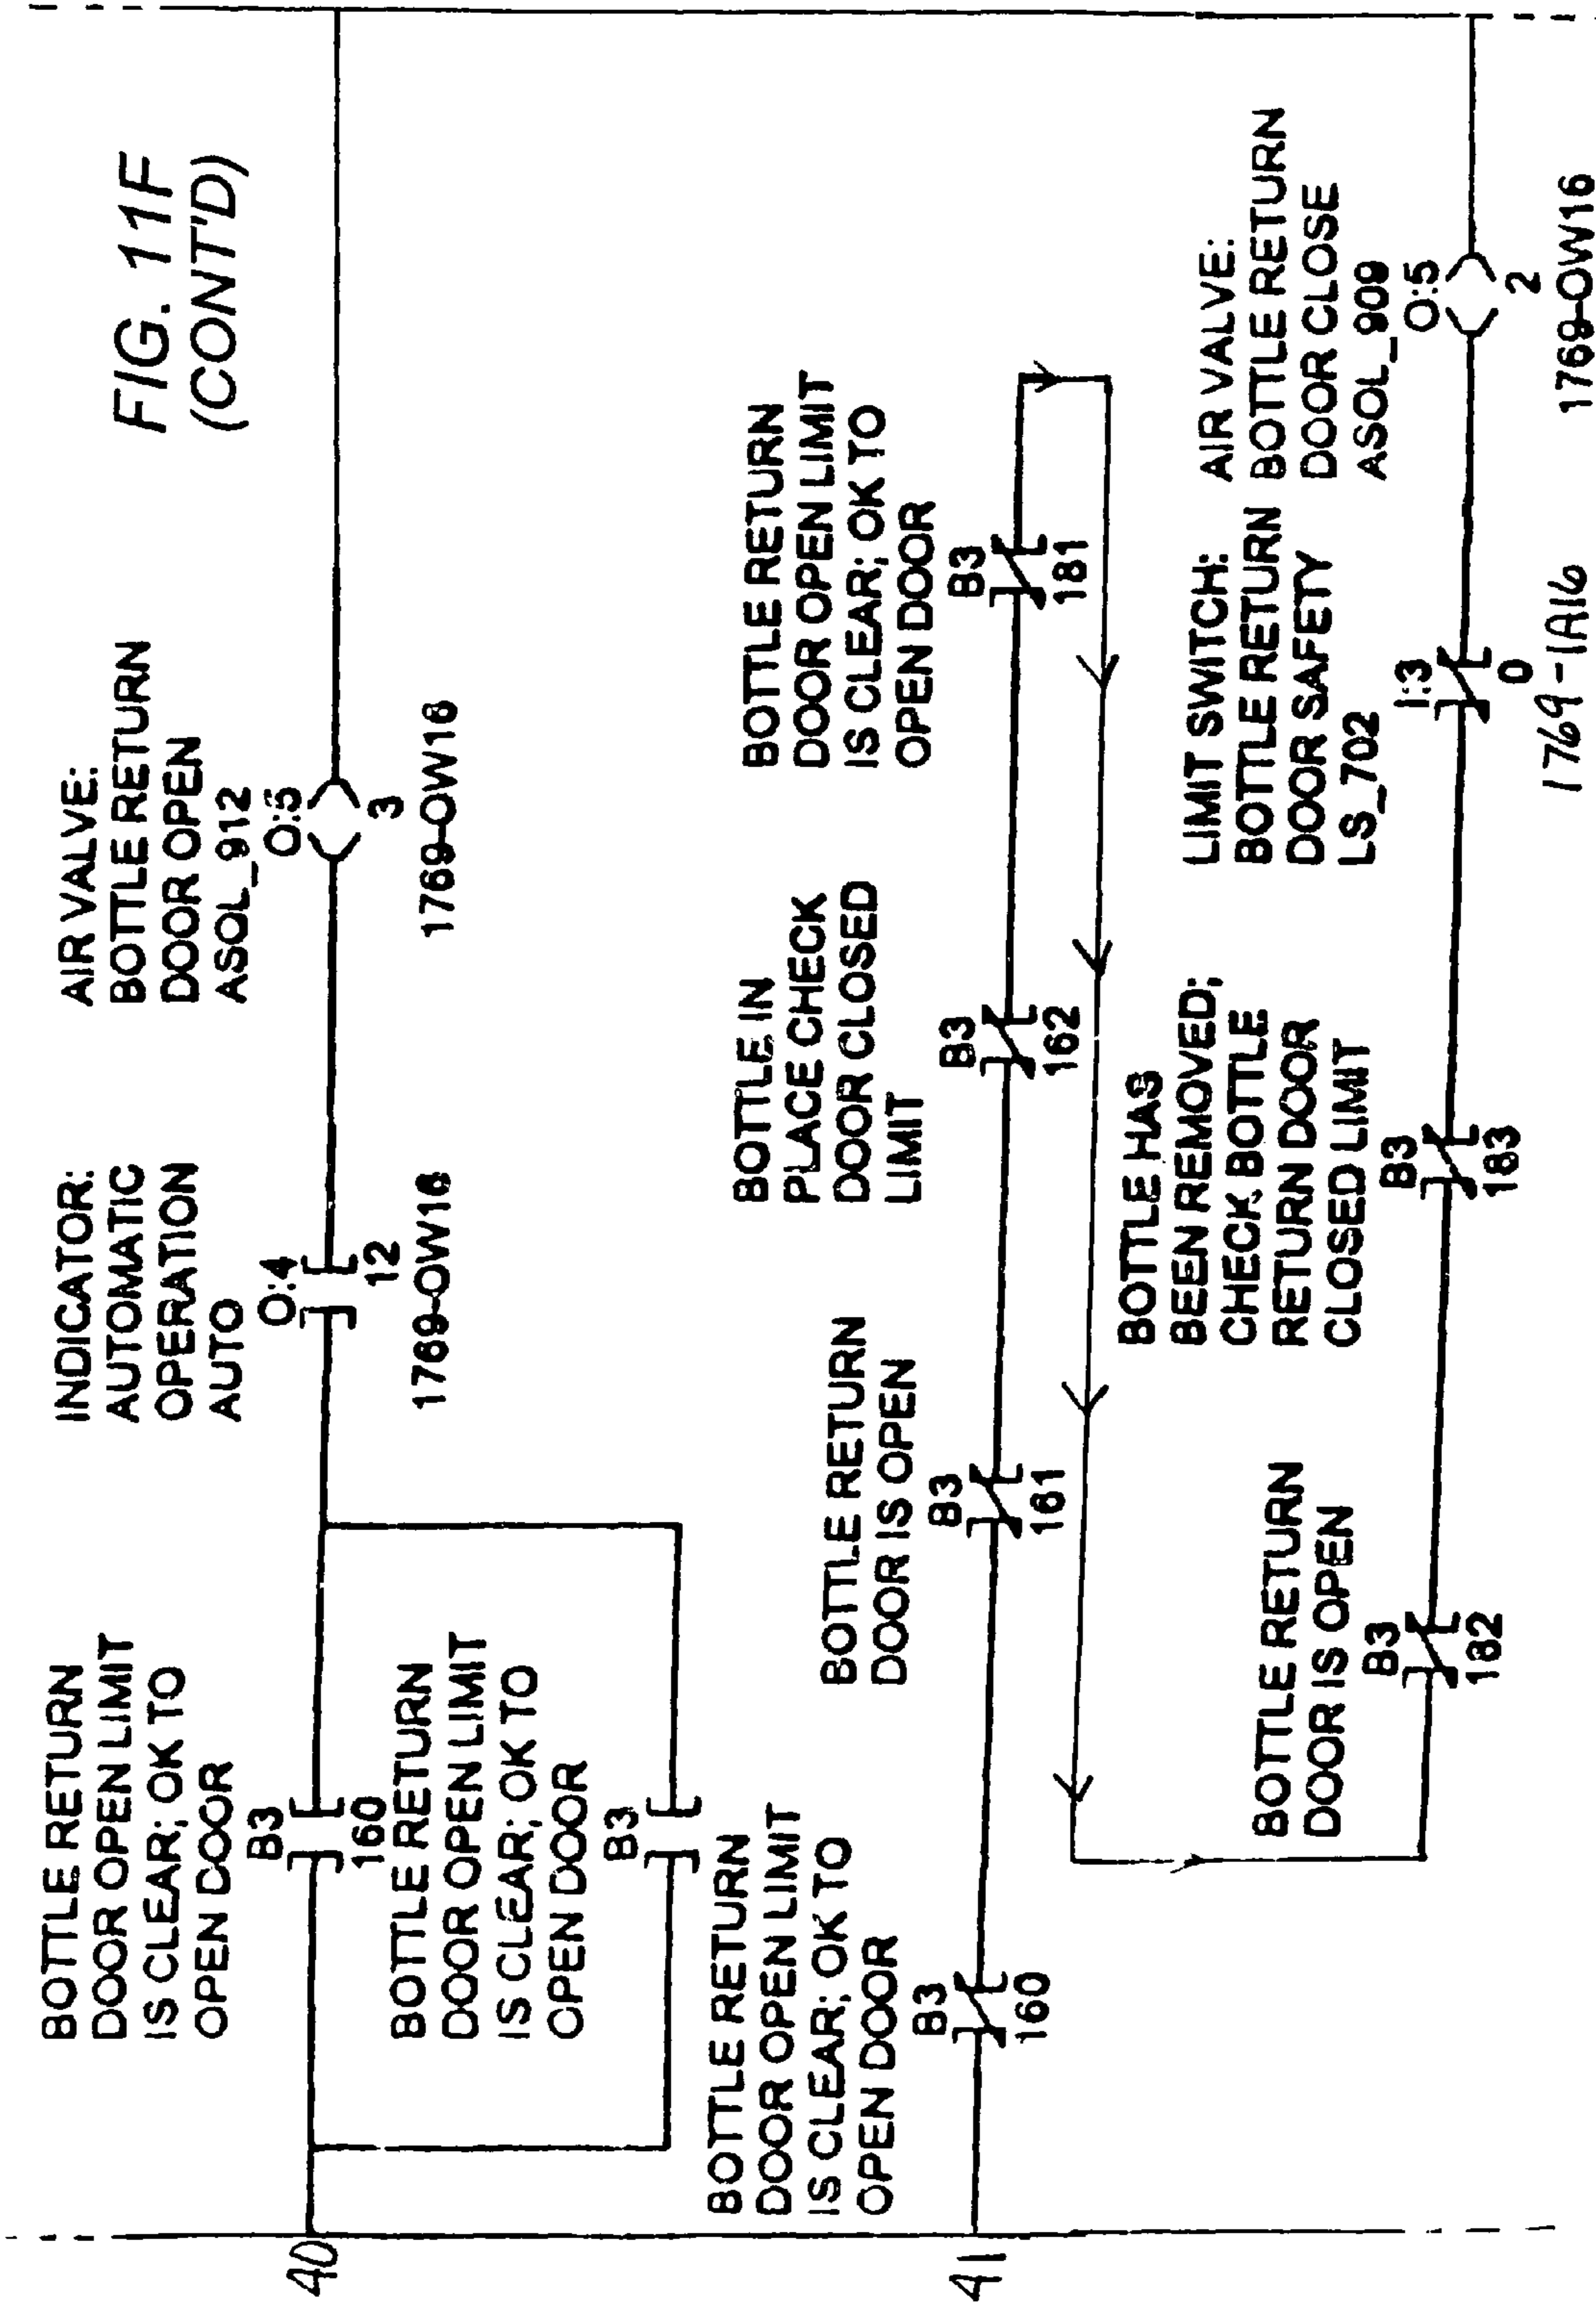 FIG. 11F
(CONT'D)
40
BOTTLE RETURN
DOOR OPEN LIMIT
IS CLEAR; OK TO
OPEN DOOR
B3
160
BOTTLE RETURN
DOOR OPEN LIMIT
IS CLEAR; OK TO
OPEN DOOR
B3
INDICATOR:
AUTOMATIC
OPERATION
AUTO
O:4
12
1769-OW16
AIR VALVE:
BOTTLE RETURN
DOOR OPEN
ASOL_912
O:5
3
1769-OW16
41
BOTTLE RETURN
DOOR OPEN LIMIT
IS CLEAR; OK TO
OPEN DOOR
B3
160
BOTTLE RETURN
DOOR IS OPEN
B3
161
BOTTLE IN
PLACE CHECK
DOOR CLOSED
LIMIT
B3
162
BOTTLE RETURN
DOOR OPEN LIMIT
IS CLEAR; OK TO
OPEN DOOR
B3
181
BOTTLE RETURN
DOOR IS OPEN
B3
182
BOTTLE HAS
BEEN REMOVED;
CHECK BOTTLE
RETURN DOOR
CLOSED LIMIT
B3
183
LIMIT SWITCH:
BOTTLE RETURN
DOOR SAFETY
LS_702
I:3
0
1769-IA16
AIR VALVE:
BOTTLE RETURN
DOOR CLOSE
ASOL_909
O:5
2
1769-OW16